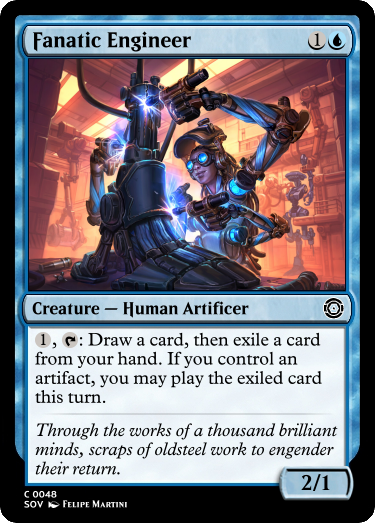 Fanatic Engineer 1
Creature — Human Artificer
1, : Draw a card, then exile a card
from your hand. If you control an
artifact, you may play the exiled card
this turn.
Through the works of a thousand brilliant
minds, scraps of oldsteel work to engender
their return.
2/1
C 0048
SOV Felipe Martini